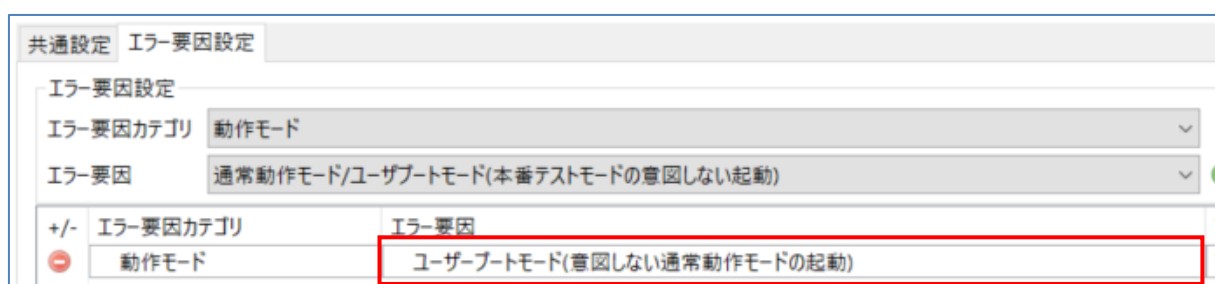 共通設定 エラー要因設定
エラー要因設定
エラー要因カテゴリ 動作モード
エラー要因 通常動作モード/ユーザブートモード(本番テストモードの意図しない起動)
+/- エラー要因カテゴリ エラー要因
動作モード ユーザーブートモード(意図しない通常動作モードの起動)